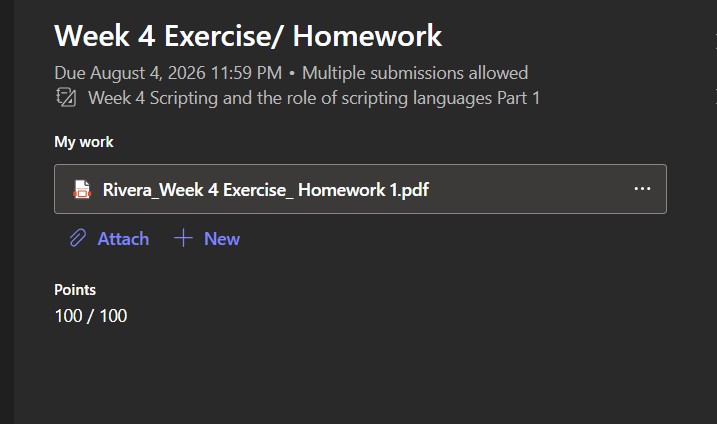 Week 4 Exercise/ Homework
Due August 4, 2026 11:59 PM • Multiple submissions allowed
Week 4 Scripting and the role of scripting languages Part 1
My work
Rivera_Week 4 Exercise_ Homework 1.pdf
Attach New
Points
100 / 100